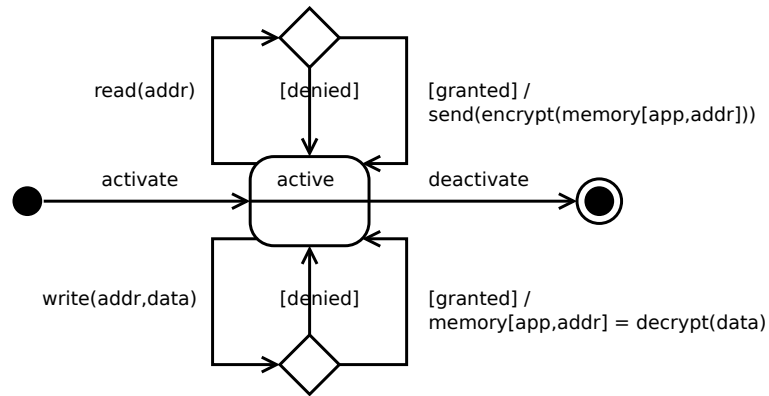 read(addr)
[denied]
[granted] /
send(encrypt(memory[app,addr]))
activate
active
deactivate
write(addr,data)
[denied]
[granted] /
memory[app,addr] = decrypt(data)